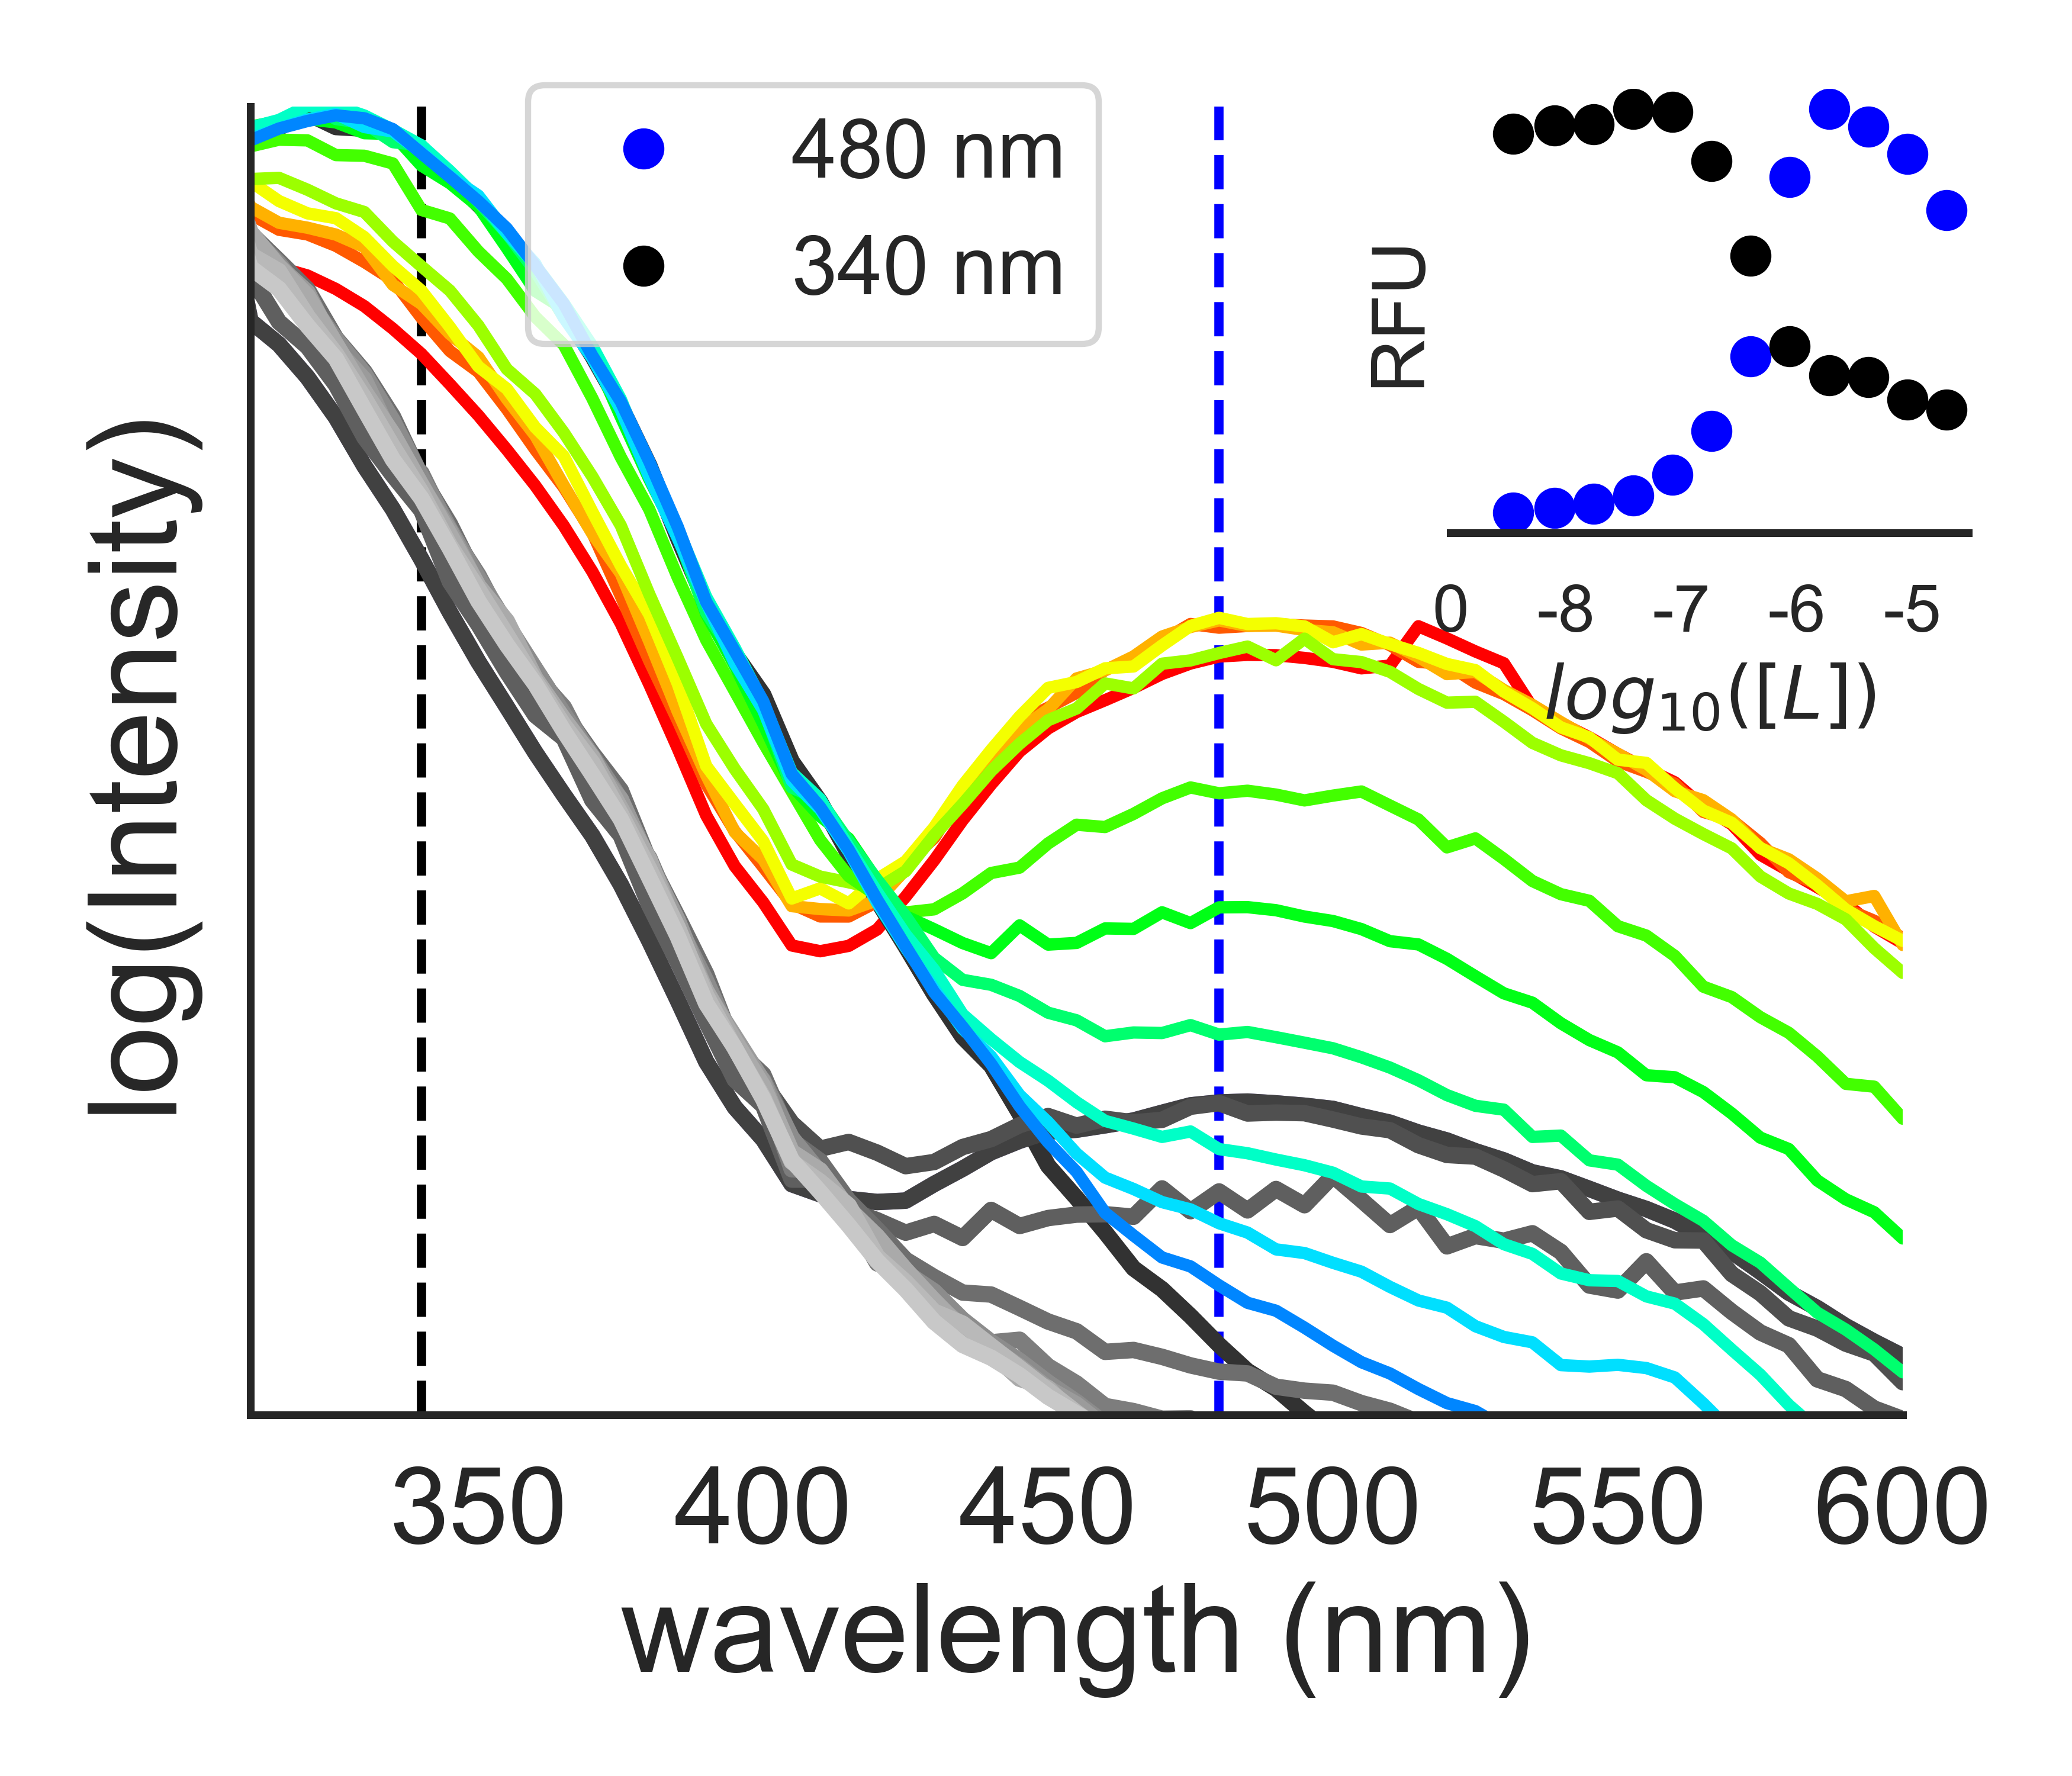 480 nm
340 nm
RFU
0 -8 -7 -6 -5
log10([L])
log(Intensity)
350 400 450 500 550 600
wavelength (nm)